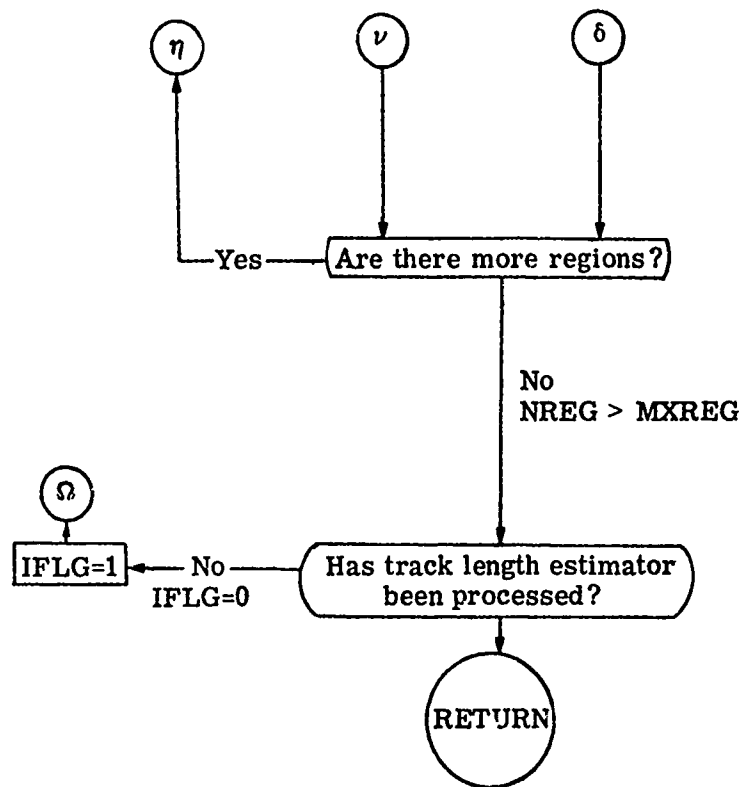 η
ν
δ
Yes
Are there more regions?
No
NREG > MXREG
Ω
IFLG=1
No
IFLG=0
Has track length estimator
been processed?
RETURN